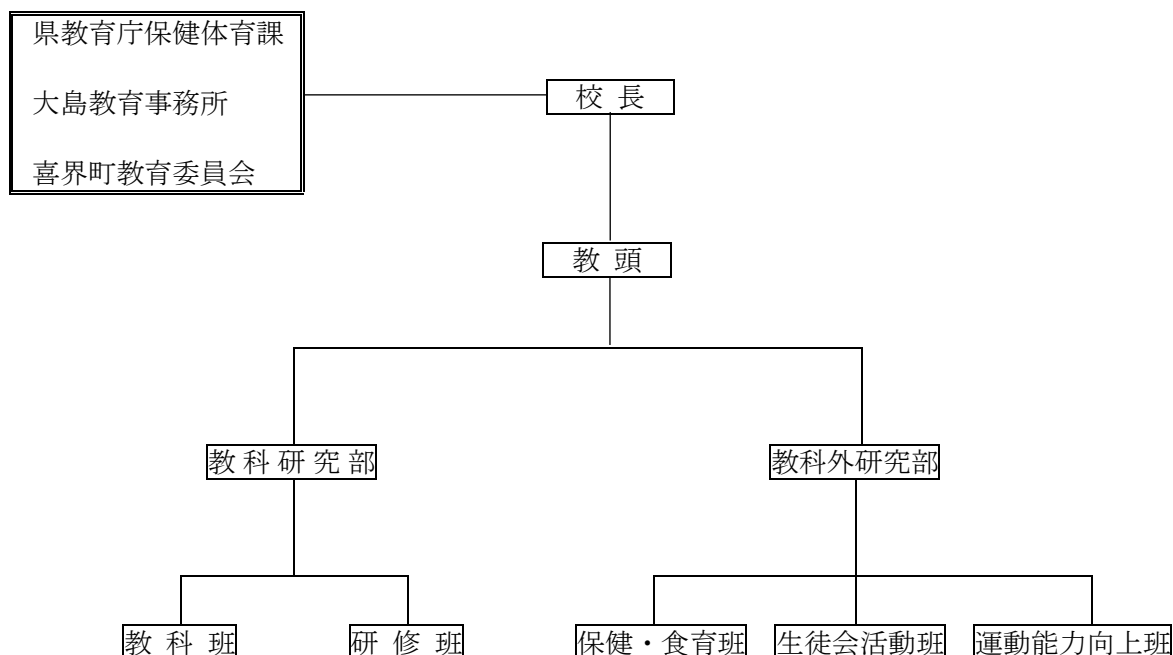 県教育庁保健体育課
大島教育事務所
喜界町教育委員会
校 長
教 頭
教 科 研 究 部
教科外研究部
教 科 班
研 修 班
保健・食育班
生徒会活動班
運動能力向上班